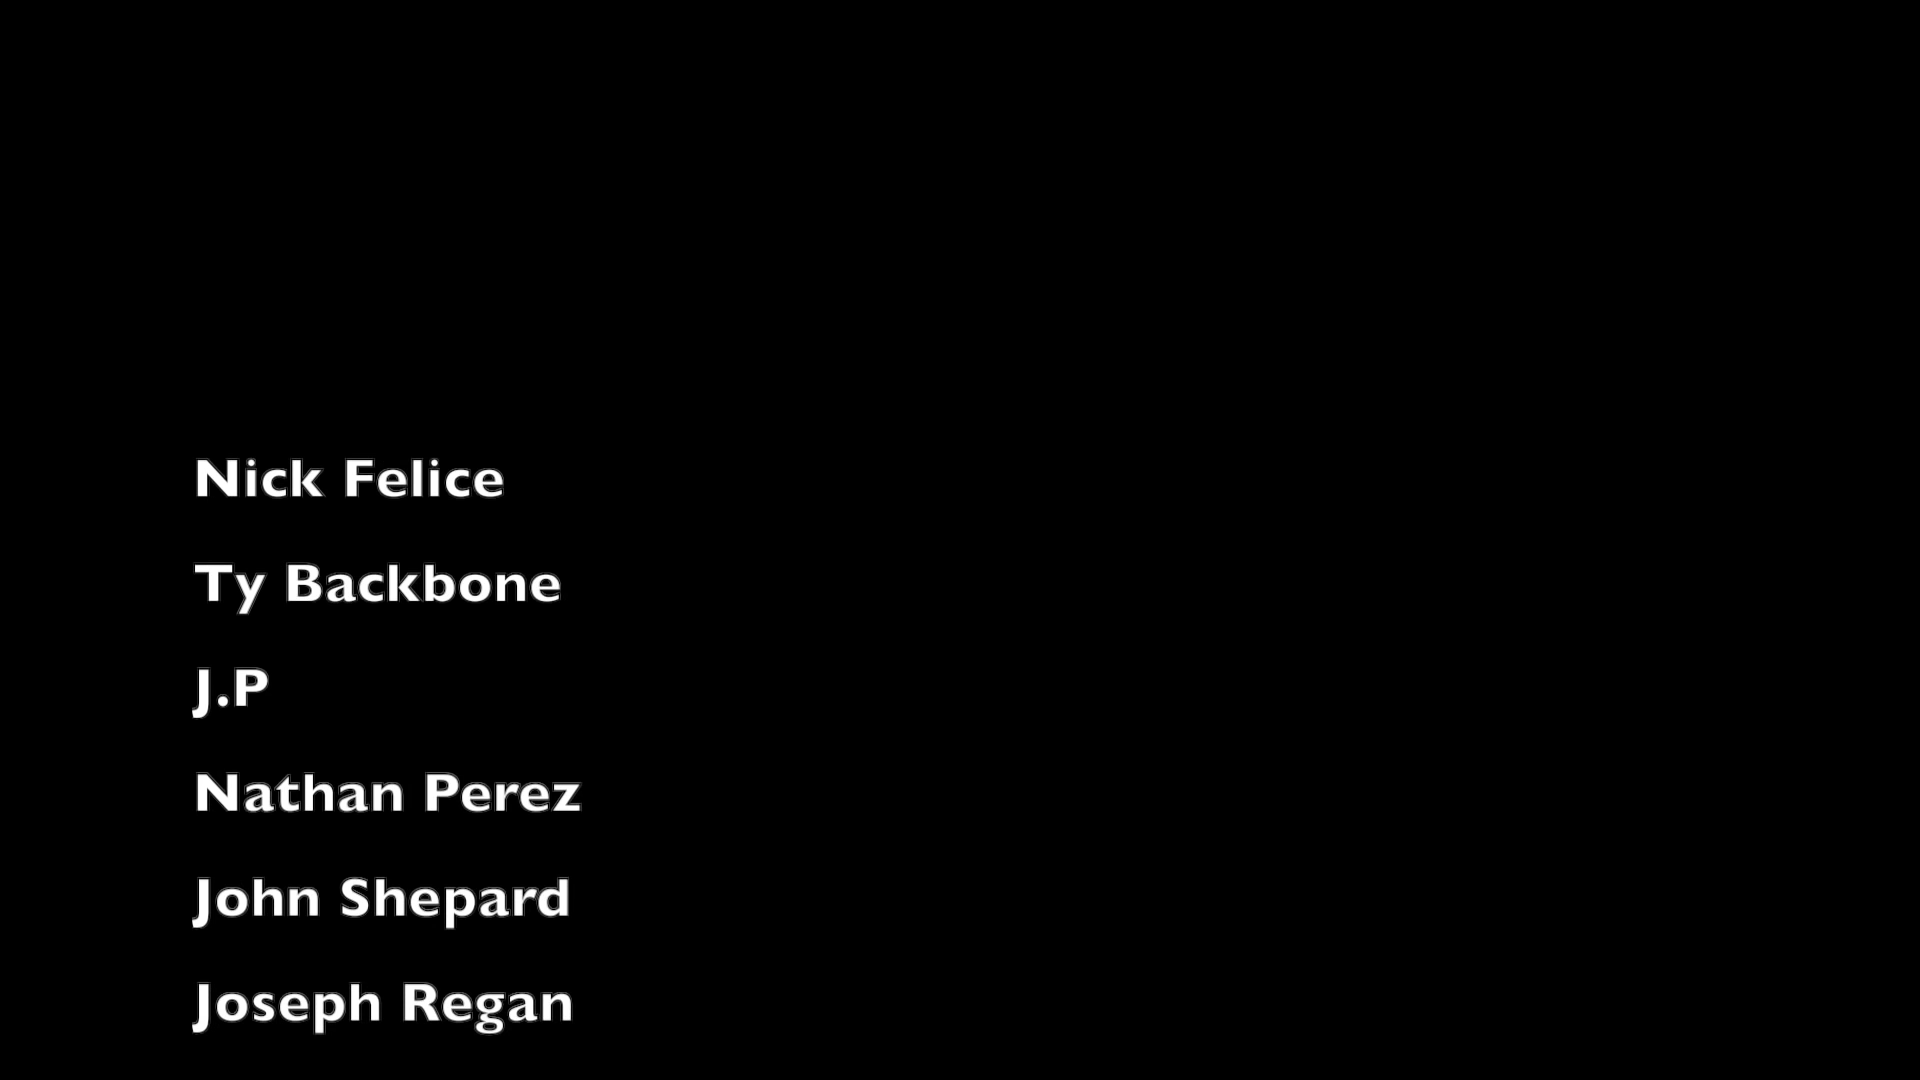 Nick Felice
Ty Backbone
J.P
Nathan Perez
John Shepard
Joseph Regan